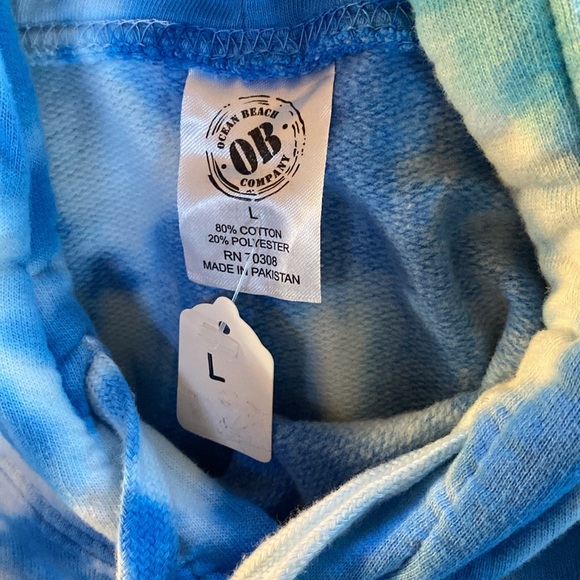 OCEAN BEACH
OB
COMPANY
L
80% COTTON
20% POLYESTER
RN 70308
MADE IN PAKISTAN
L